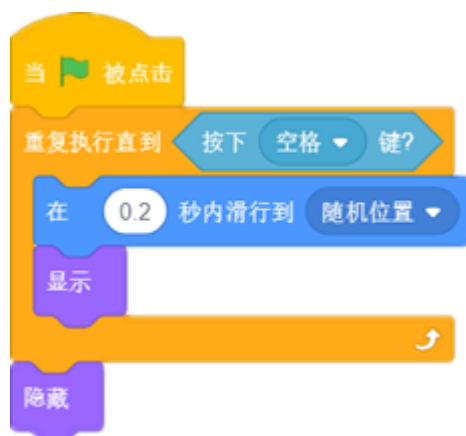 当 被点击
重复执行直到 按下 空格 键?
在 0.2 秒内滑行到 随机位置
显示
隐藏